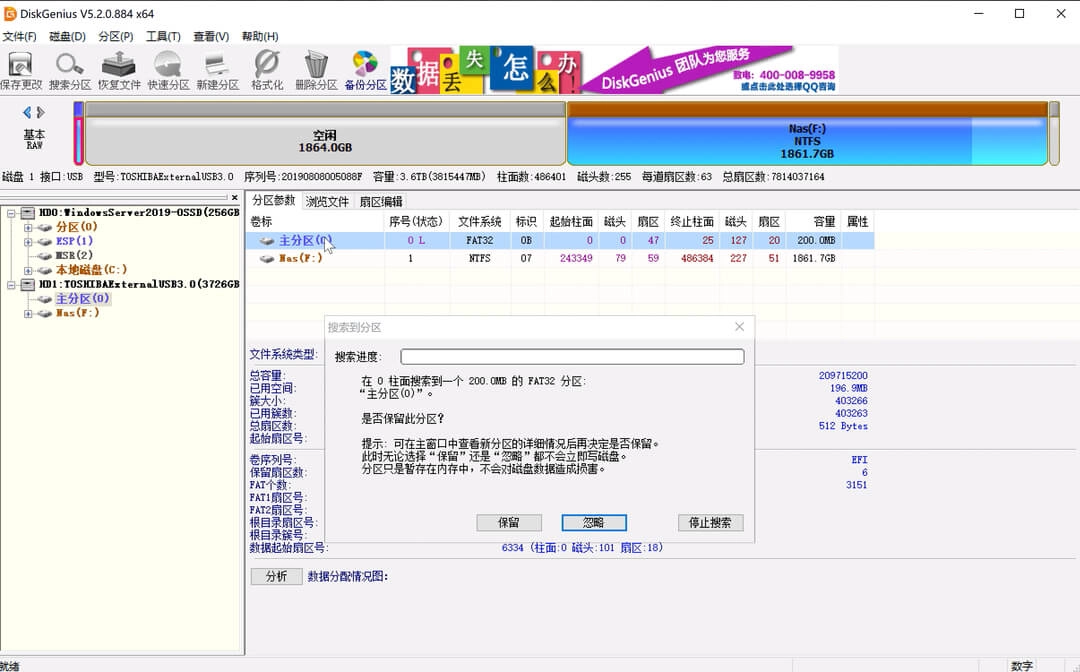 DiskGenius V5.2.0.884 x64
文件(F) 磁盘(D) 分区(P) 工具(T) 查看(V) 帮助(H)
保存更改 搜索分区 恢复文件 快速分区 新建分区 格式化 删除分区 备份分区
数据丢失怎么办!
DiskGenius 团队为您服务
致电: 400-008-9958
或点击此处选择QQ咨询
基本
RAW
空闲
1864.0GB
Nas(F:)
NTFS
1861.7GB
磁盘 1 接口:USB 型号:TOSHIBAExternalUSB3.0 序列号:20190808005088F 容量:3.6TB(3815447MB) 柱面数:486401 磁头数:255 每道扇区数:63 总扇区数:7814037164
HD0:WindowsServer2019-0SSD(256GB
分区(0)
ESP(1)
MSR(2)
本地磁盘(C:)
HD1:TOSHIBAExternalUSB3.0(3726GB
主分区(0)
Nas(F:)
分区参数 浏览文件 扇区编辑
卷标 序号(状态) 文件系统 标识 起始柱面 磁头 扇区 终止柱面 磁头 扇区 容量 属性
主分区(0) 0 L FAT32 0B 0 0 47 25 127 20 200.0MB
Nas(F:) 1 NTFS 07 243349 79 59 486384 227 51 1861.7GB
文件系统类型:
总容量: 209715200
已用空间: 196.9MB
簇大小: 403266
已用簇数: 403263
总扇区数: 512 Bytes
起始扇区号:
卷序列号: EFI
保留扇区数: 6
FAT个数: 3151
FAT1扇区号:
FAT2扇区号:
根目录扇区号:
根目录簇号:
数据起始扇区号: 6334 (柱面:0 磁头:101 扇区:18)
分析 数据分配情况图:
搜索到分区
搜索进度:
在 0 柱面搜索到一个 200.0MB 的 FAT32 分区:
“主分区(0)”。
是否保留此分区?
提示: 可在主窗口中查看新分区的详细情况后再决定是否保留。
此时无论选择“保留”还是“忽略”都不会立即写磁盘。
分区只是暂存在内存中，不会对磁盘数据造成损害。
保留 忽略 停止搜索
就绪 数字